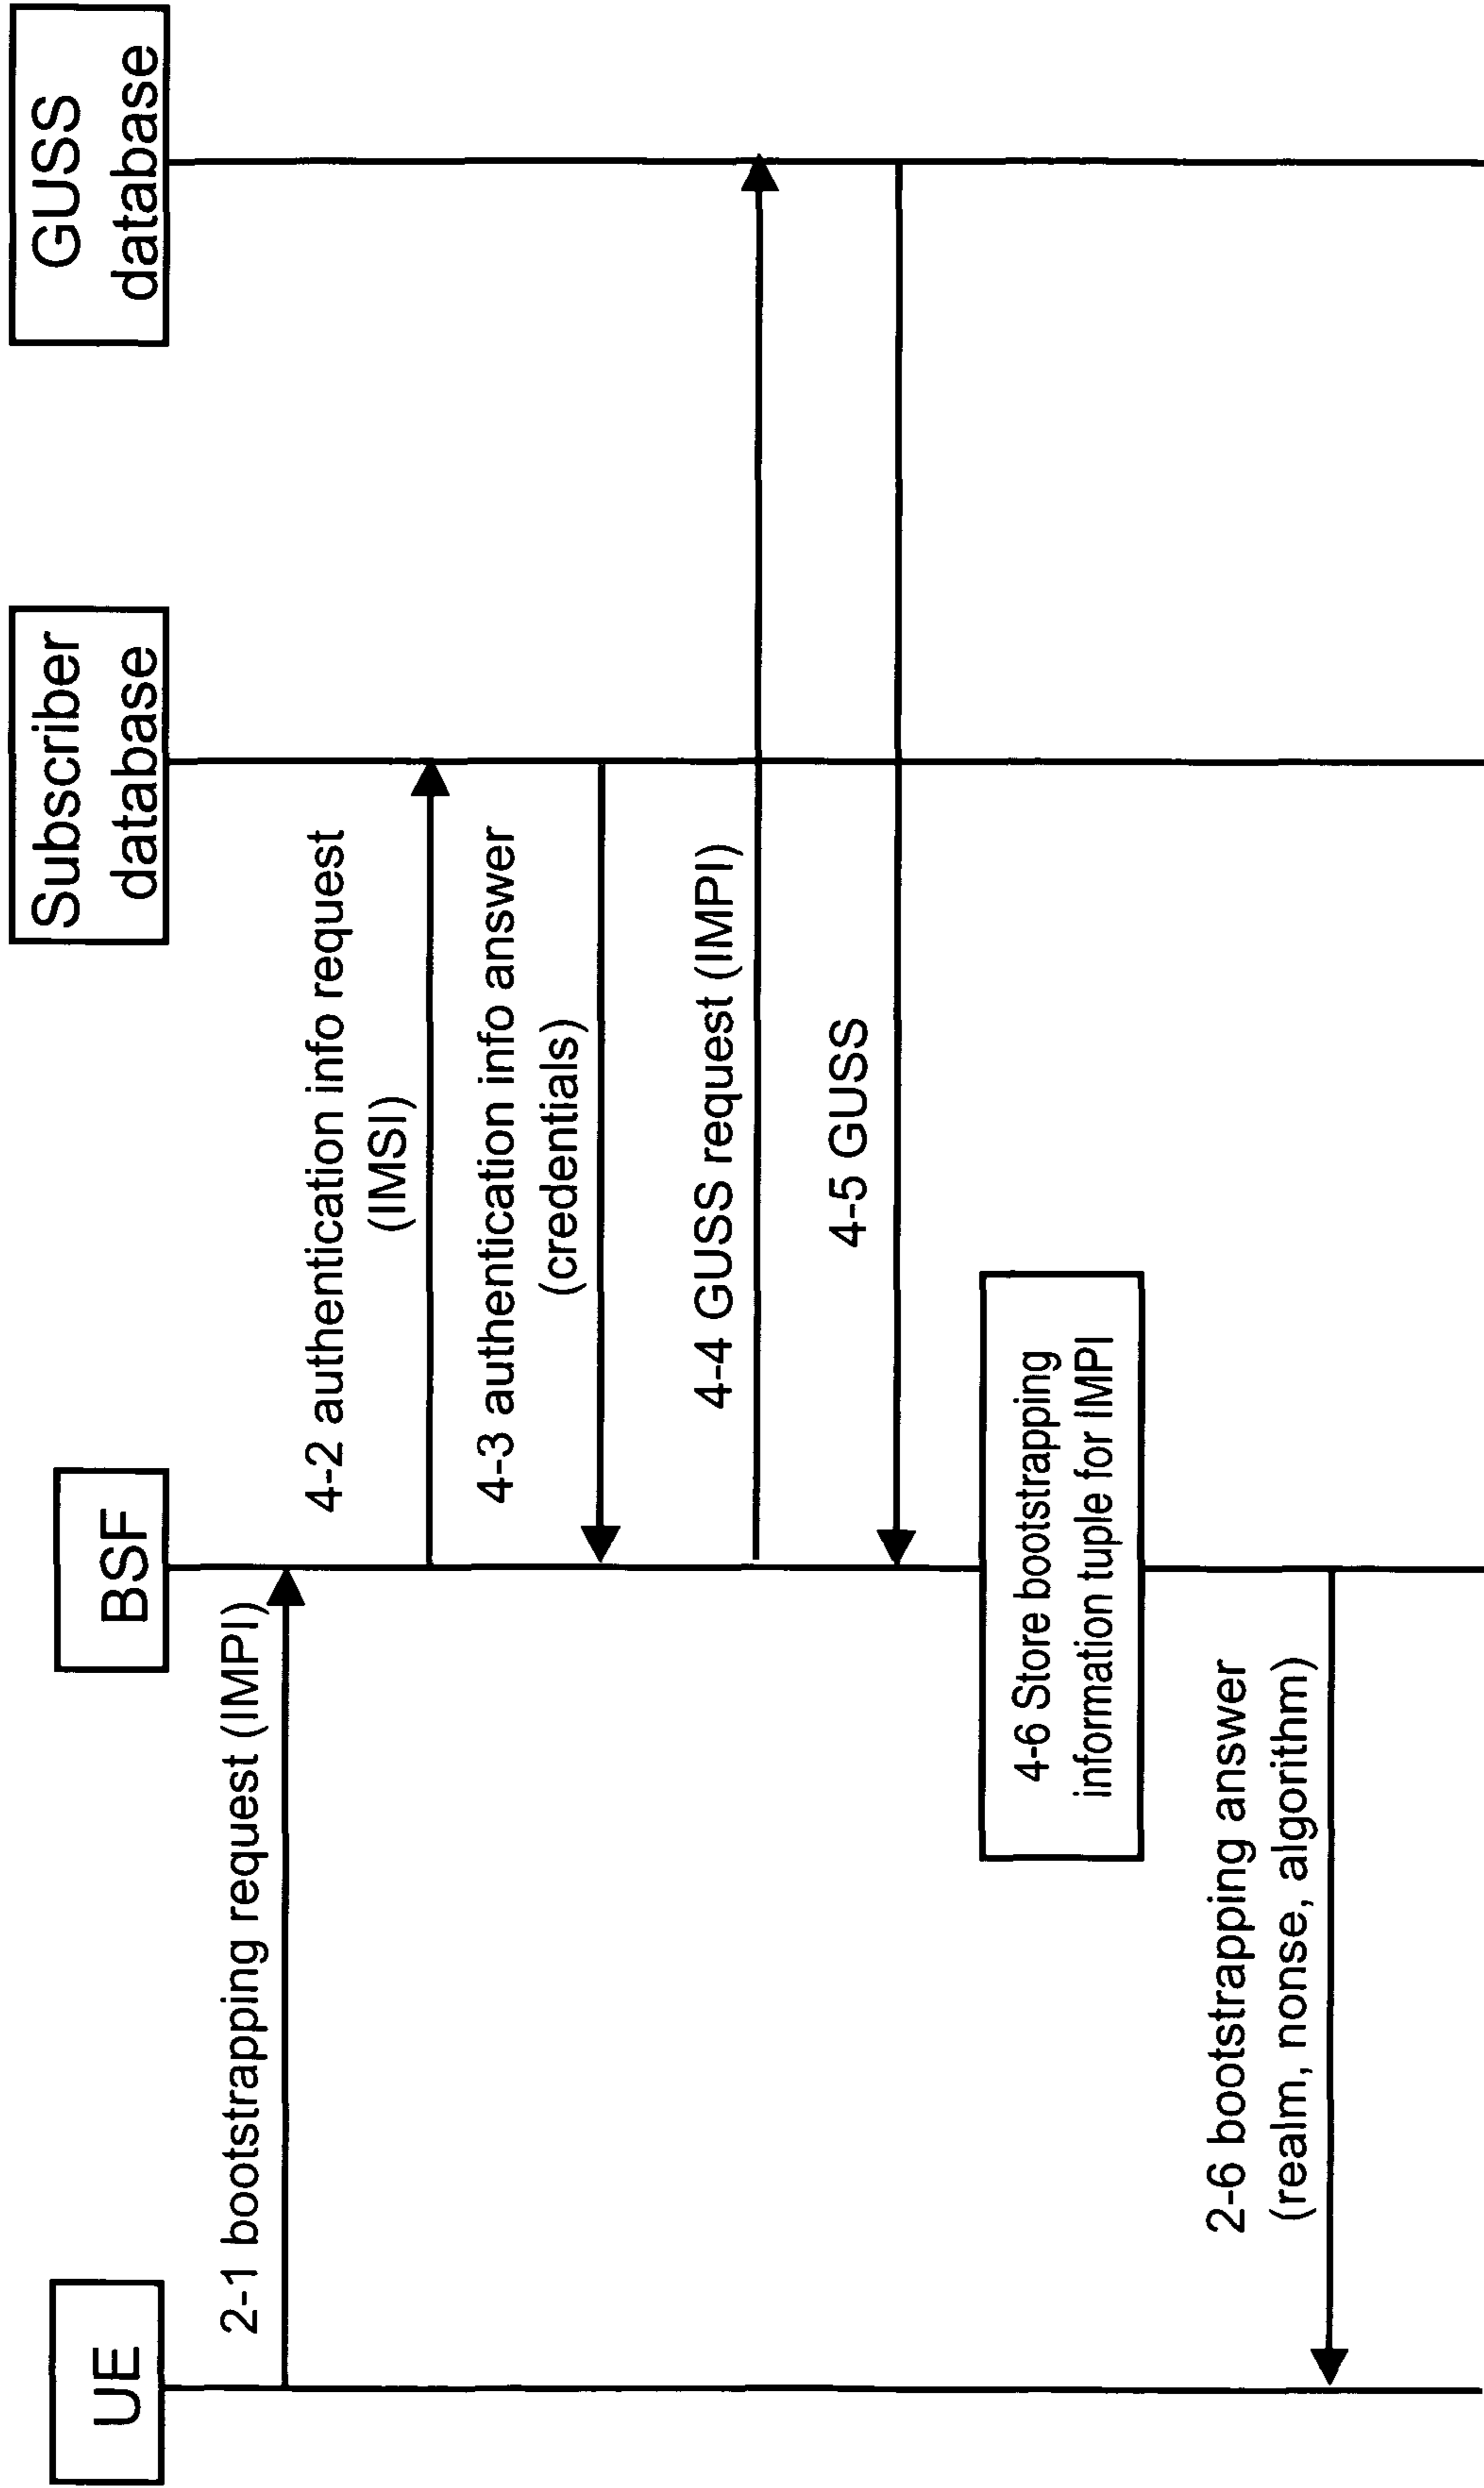 UE
BSF
Subscriber
database
GUSS
database
2-1 bootstrapping request (IMPI)
4-2 authentication info request
(IMSI)
4-3 authentication info answer
(credentials)
4-4 GUSS request (IMPI)
4-5 GUSS
4-6 Store bootstrapping
information tuple for IMPI
2-6 bootstrapping answer
(realm, nonse, algorithm)